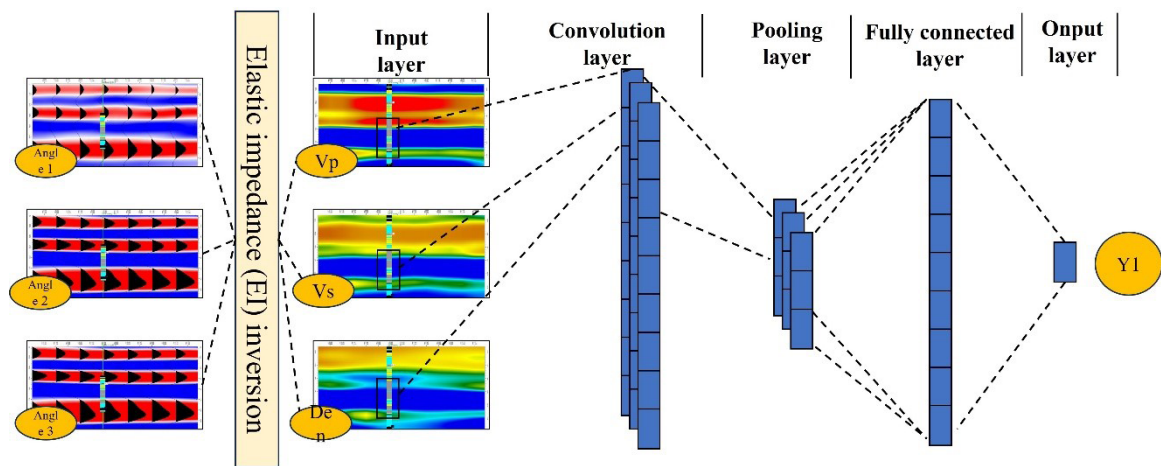 Input
layer
Convolution
layer
Pooling
layer
Fully connected
layer
Onput
layer
Angl
e 1
Angl
e 2
Angl
e 3
Elastic impedance (EI) inversion
Vp
Vs
De
n
Y1